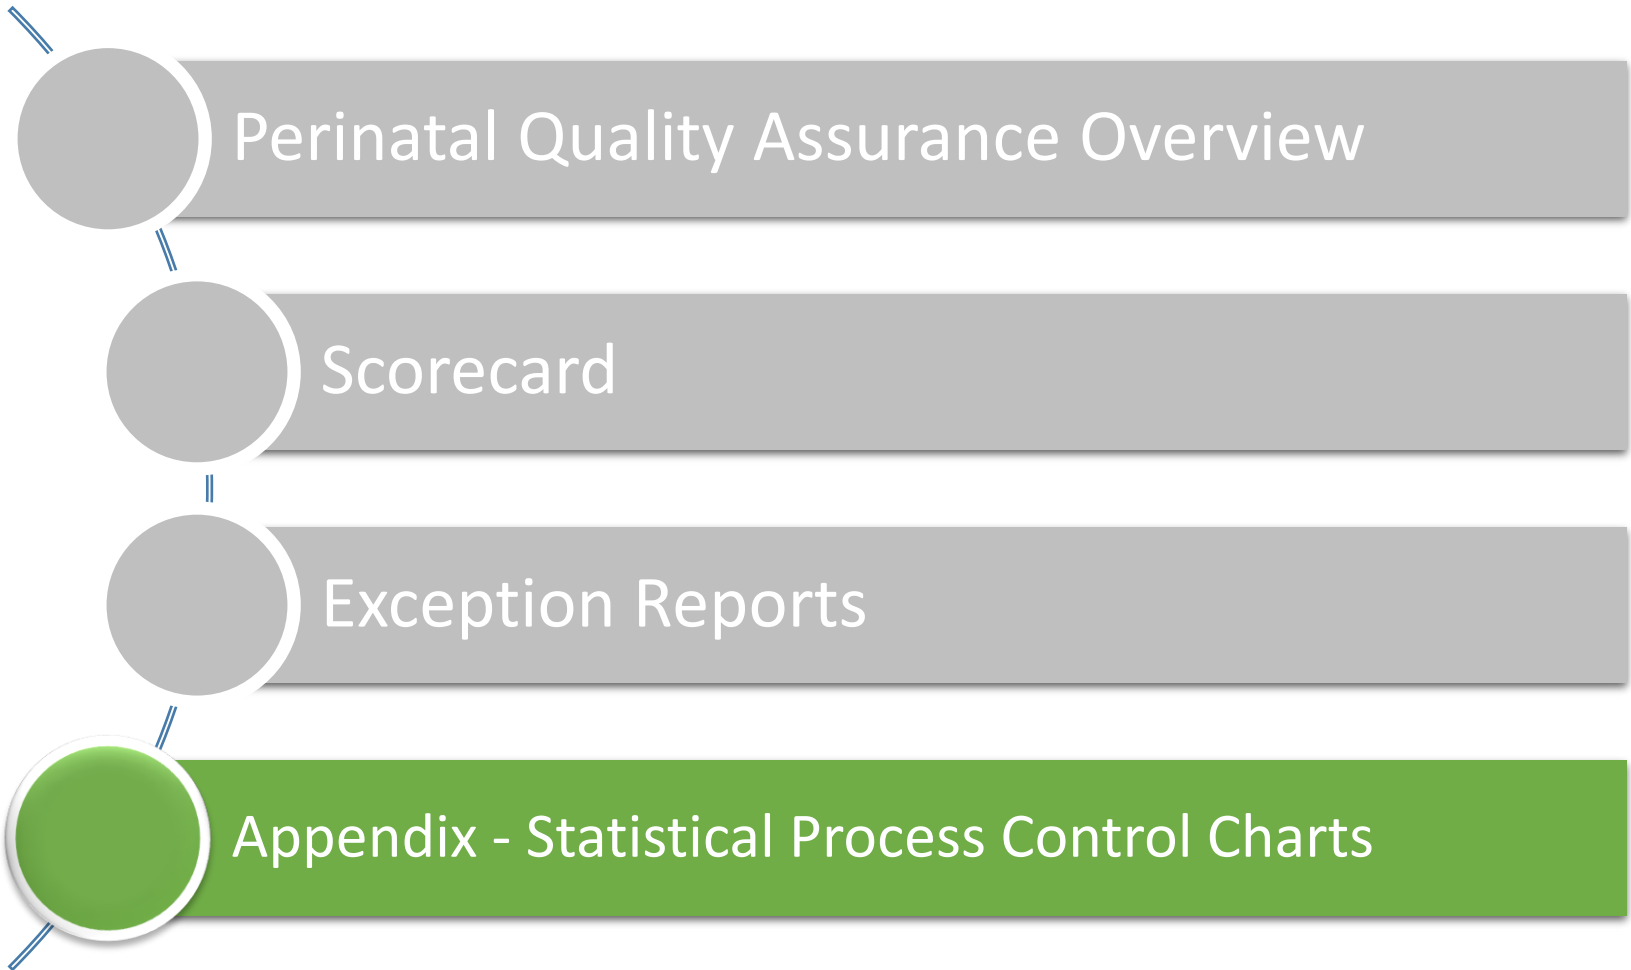 Perinatal Quality Assurance Overview
Scorecard
Exception Reports
Appendix - Statistical Process Control Charts